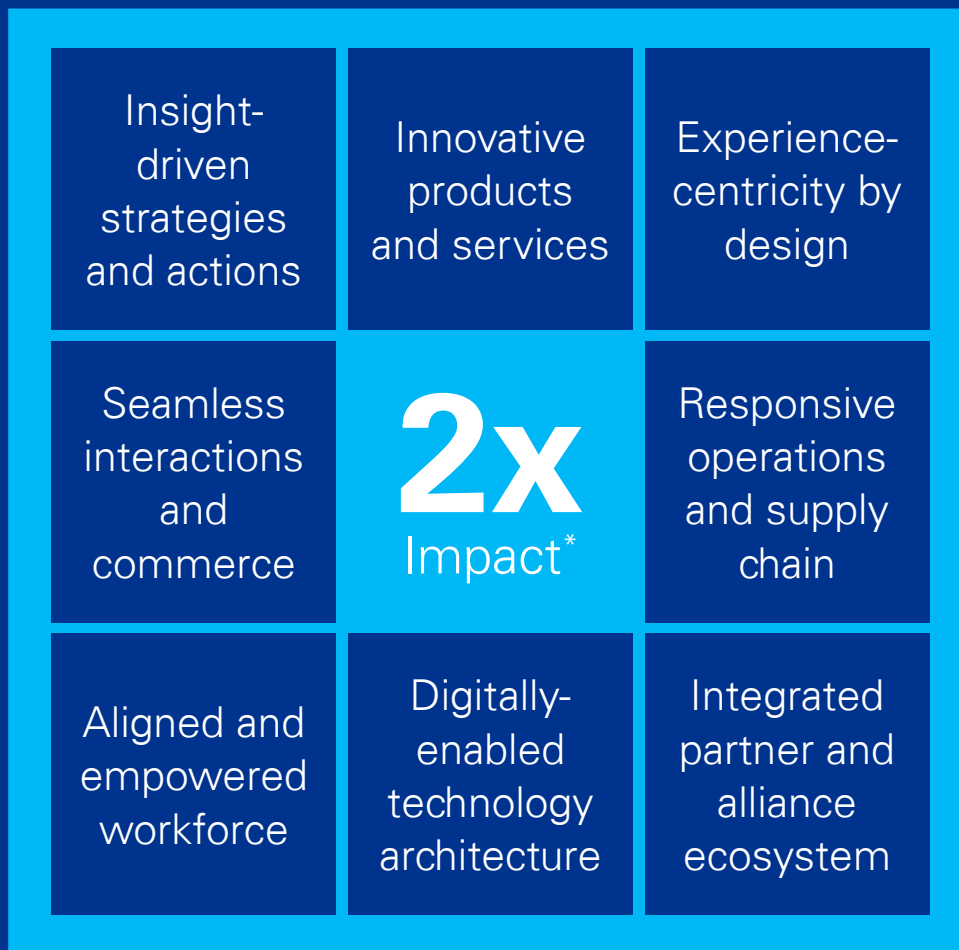 Insight-
driven
strategies
and actions
Innovative
products
and services
Experience-
centricity by
design
Seamless
interactions
and
commerce
2x
Impact*
Responsive
operations
and supply
chain
Aligned and
empowered
workforce
Digitally-
enabled
technology
architecture
Integrated
partner and
alliance
ecosystem